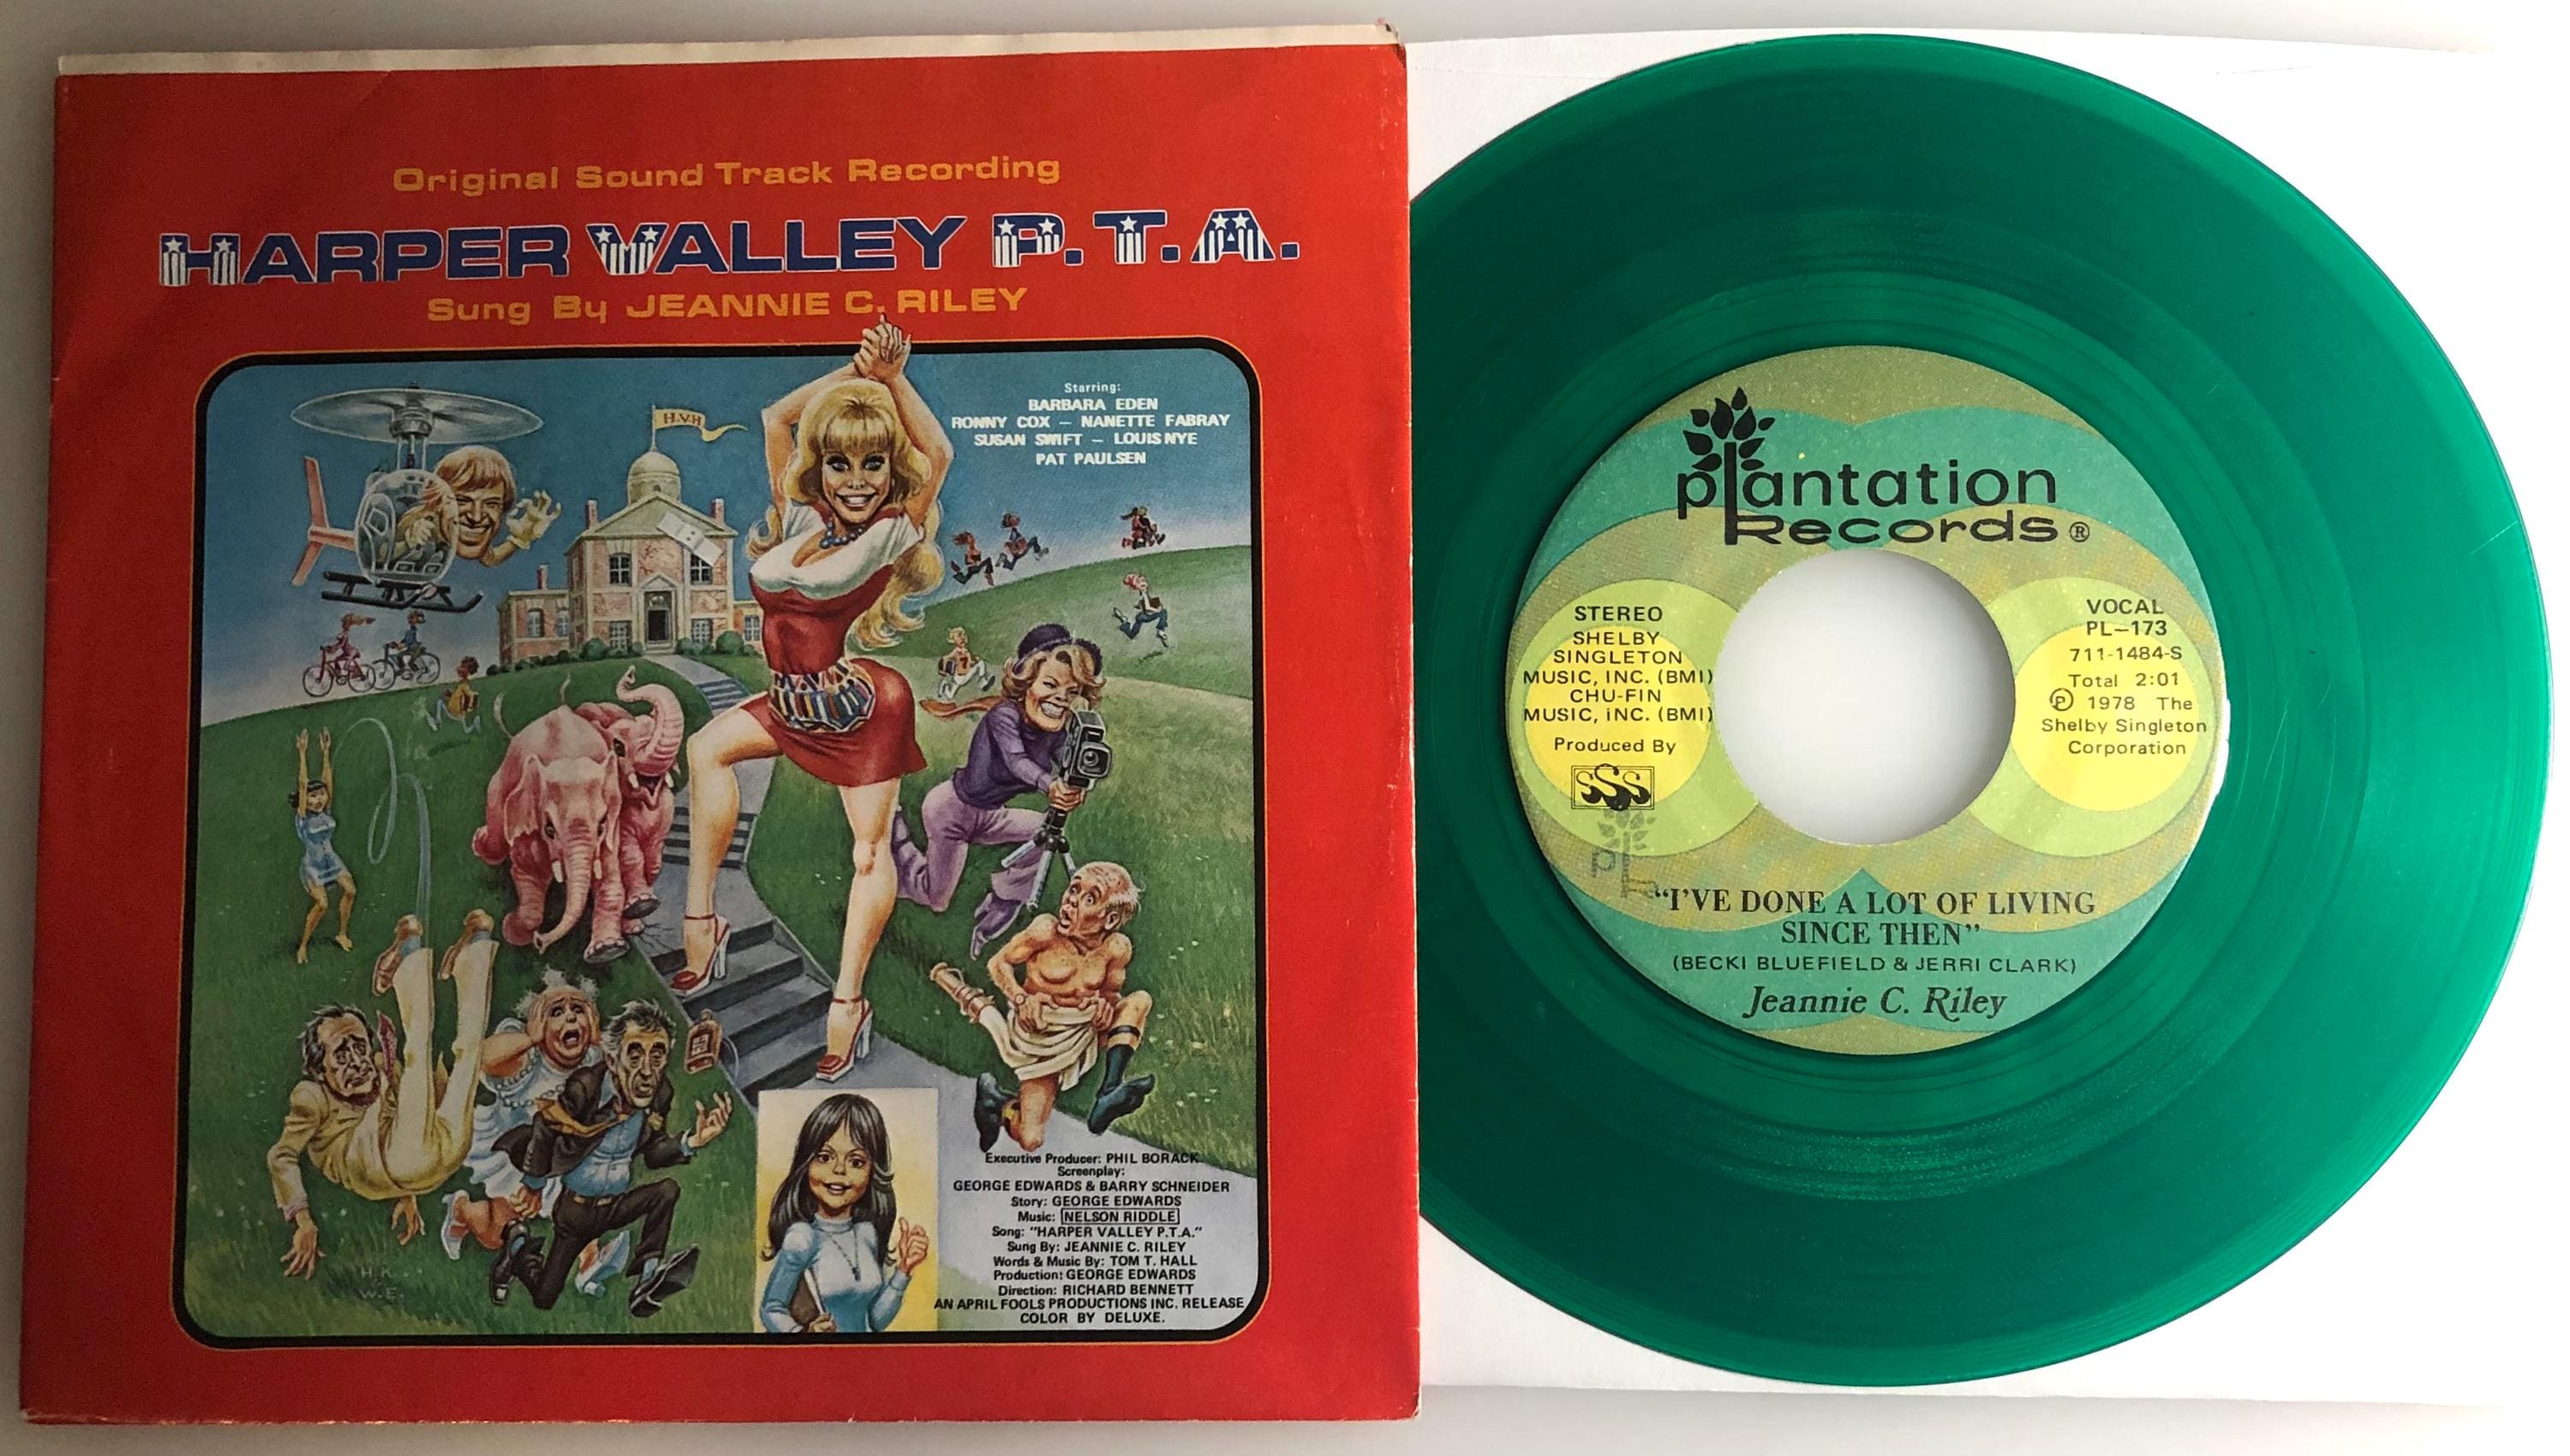 Original Sound Track Recording
HARPER VALLEY P.T.A.
Sung By JEANNIE C. RILEY
Starring:
BARBARA EDEN
RONNY COX – NANETTE FABRAY
SUSAN SWIFT – LOUIS NYE
PAT PAULSEN
H.V.H
H.K.
W.E.
Executive Producer: PHIL BORACK
Screenplay:
GEORGE EDWARDS & BARRY SCHNEIDER
Story: GEORGE EDWARDS
Music: NELSON RIDDLE
Song: "HARPER VALLEY P.T.A."
Sung By: JEANNIE C. RILEY
Words & Music By: TOM T. HALL
Production: GEORGE EDWARDS
Direction: RICHARD BENNETT
AN APRIL FOOLS PRODUCTIONS INC. RELEASE
COLOR BY DELUXE.
plantation
Records ®
STEREO
SHELBY
SINGLETON
MUSIC, INC. (BMI)
CHU-FIN
MUSIC, INC. (BMI)
Produced By
SSS
VOCAL
PL-173
711-1484-S
Total 2:01
℗ 1978 The
Shelby Singleton
Corporation
"I'VE DONE A LOT OF LIVING
SINCE THEN"
(BECKI BLUEFIELD & JERRI CLARK)
Jeannie C. Riley